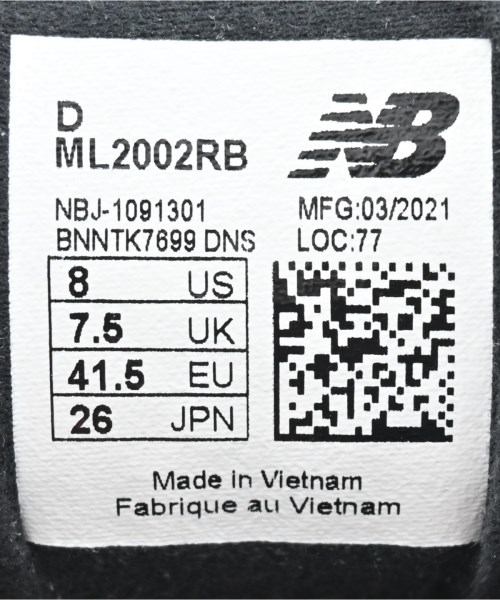 D
ML2002RB
NB
NBJ-1091301
MFG:03/2021
BNNTK7699 DNS
LOC:77
8 US
7.5 UK
41.5 EU
26 JPN
Made in Vietnam
Fabrique au Vietnam